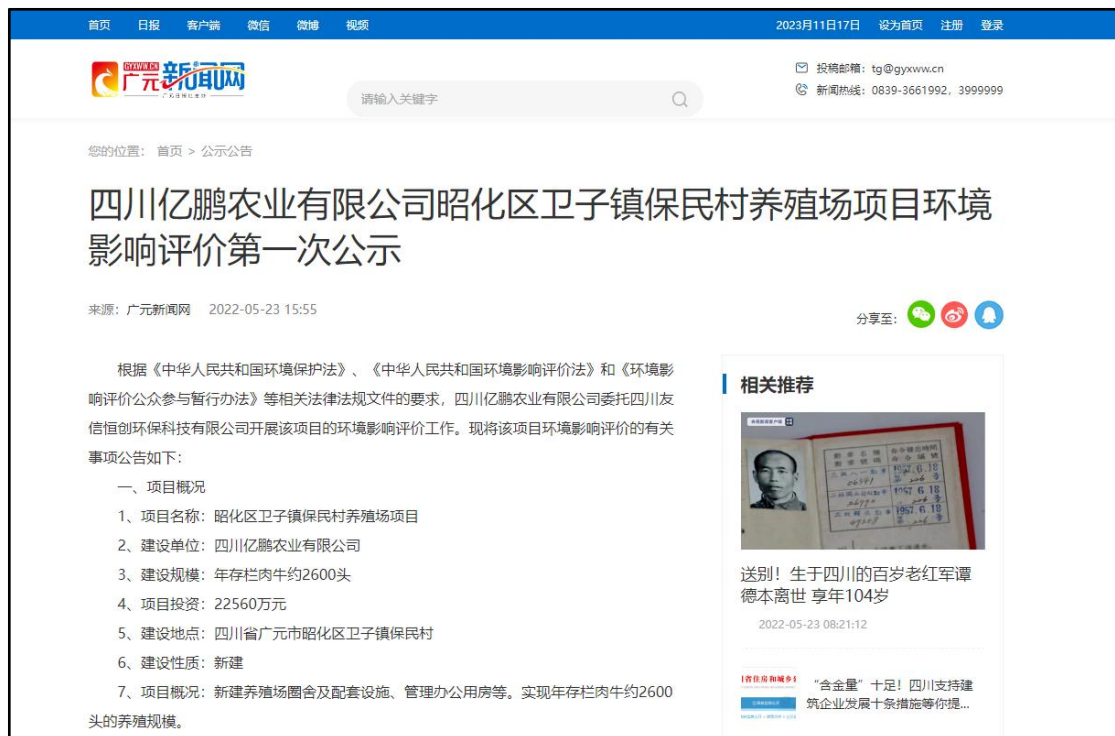 首页 日报 客户端 微信 微博 视频 2023月11日17日 设为首页 注册 登录
GYXWW.CN
广元新闻网
请输入关键字
投稿邮箱：tg@gyxww.cn
新闻热线：0839-3661992，3999999
您的位置： 首页 > 公示公告
四川亿鹏农业有限公司昭化区卫子镇保民村养殖场项目环境
影响评价第一次公示
来源：广元新闻网 2022-05-23 15:55
分享至：
根据《中华人民共和国环境保护法》、《中华人民共和国环境影响评价法》和《环境影
响评价公众参与暂行办法》等相关法律法规文件的要求，四川亿鹏农业有限公司委托四川友
信恒创环保科技有限公司开展该项目的环境影响评价工作。现将该项目环境影响评价的有关
事项公告如下：
一、项目概况
1、项目名称：昭化区卫子镇保民村养殖场项目
2、建设单位：四川亿鹏农业有限公司
3、建设规模：年存栏肉牛约2600头
4、项目投资：22560万元
5、建设地点：四川省广元市昭化区卫子镇保民村
6、建设性质：新建
7、项目概况：新建养殖场圈舍及配套设施、管理办公用房等。实现年存栏肉牛约2600
头的养殖规模。
相关推荐
1957.6.18
1957.6.18
1957.6.18
送别！生于四川的百岁老红军谭
德本离世 享年104岁
2022-05-23 08:21:12
“含金量”十足！四川支持建
筑企业发展十条措施等你提...